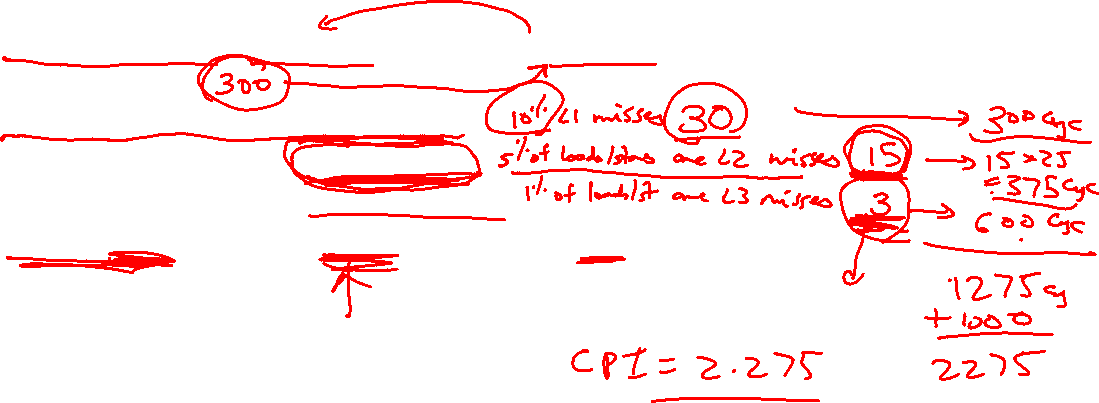 300
10% L1 misses 30 → 300 cyc
5% of loads/stores are L2 misses 15 → 15 x 25
= 375 cyc
1% of loads/st are L3 misses 3 → 600 cyc
1275 cy
+ 1000
2275
CPI = 2.275